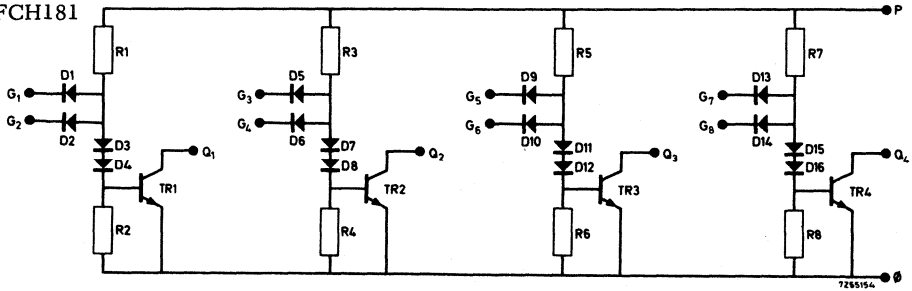 FCH181
P
R1 R3 R5 R7
D1 D5 D9 D13
G1 G3 G5 G7
G2 G4 G6 G8
D2 D6 D10 D14
D3 D7 D11 D15
D4 D8 D12 D16
Q1 Q2 Q3 Q4
TR1 TR2 TR3 TR4
R2 R4 R6 R8
Ø
7Z65154